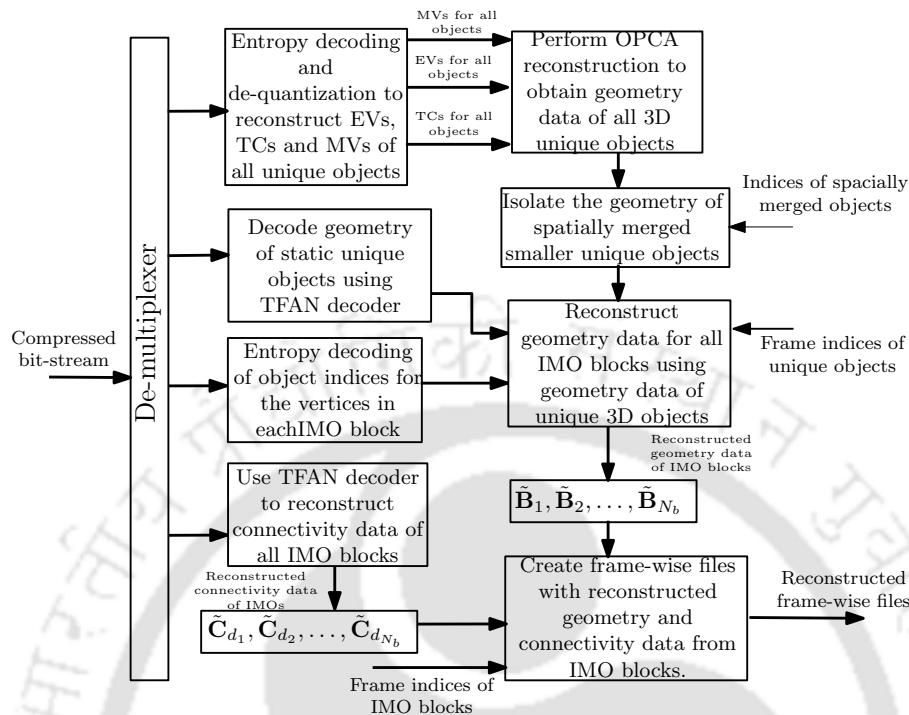 MVs for all
objects
Entropy decoding
and
de-quantization to
reconstruct EVs,
TCs and MVs of
all unique objects
EVs for all
objects
TCs for all
objects
Perform OPCA
reconstruction to
obtain geometry
data of all 3D
unique objects
Isolate the geometry of
spatially merged
smaller unique objects
Indices of spacially
merged objects
Decode geometry
of static unique
objects using
TFAN decoder
Reconstruct
geometry data for all
IMO blocks using
geometry data of
unique 3D objects
Frame indices of
unique objects
Compressed
bit-stream
De-multiplexer
Entropy decoding
of object indices for
the vertices in
eachIMO block
Reconstructed
geometry data
of IMO blocks
Use TFAN decoder
to reconstruct
connectivity data of
all IMO blocks
B̃₁, B̃₂, . . . , B̃_{N_b}
Reconstructed
connectivity data
of IMOs
C̃_{d₁}, C̃_{d₂}, . . . , C̃_{d_{N_b}}
Create frame-wise files
with reconstructed
geometry and
connectivity data from
IMO blocks.
Reconstructed
frame-wise files
Frame indices of
IMO blocks